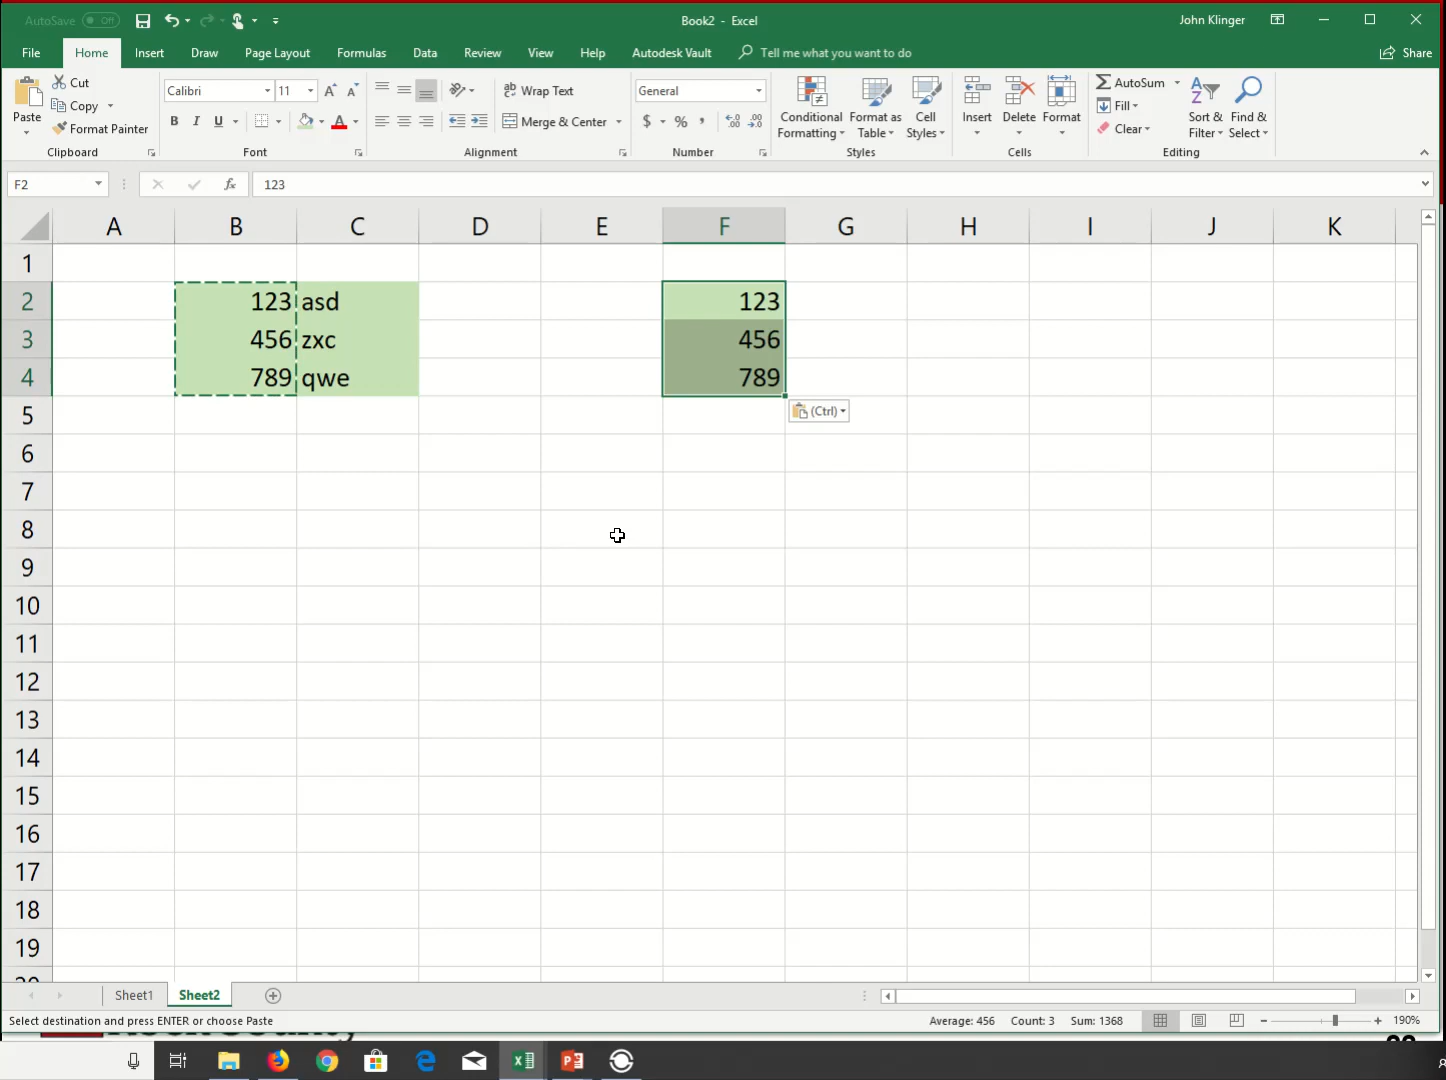 AutoSave Off
Book2 - Excel
John Klinger
File Home Insert Draw Page Layout Formulas Data Review View Help Autodesk Vault Tell me what you want to do Share
Paste
Cut
Copy
Format Painter
Clipboard
Calibri 11
B I U
Font
Wrap Text
Merge & Center
Alignment
General
$ % ,
Number
Conditional Formatting
Format as Table
Cell Styles
Styles
Insert Delete Format
Cells
AutoSum
Fill
Clear
Sort & Filter
Find & Select
Editing
F2 fx 123
A B C D E F G H I J K
1
2 123 asd 123
3 456 zxc 456
4 789 qwe 789
(Ctrl)
5
6
7
8
9
10
11
12
13
14
15
16
17
18
19
Sheet1 Sheet2
Select destination and press ENTER or choose Paste
Average: 456 Count: 3 Sum: 1368 190%